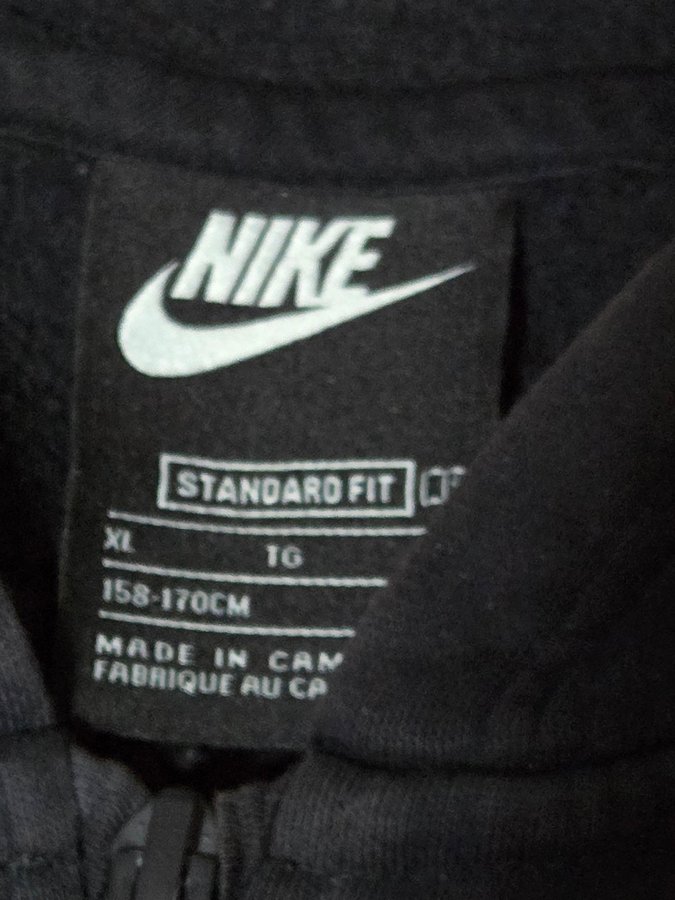 NIKE
STANDARD FIT
XL TG
158-170CM
MADE IN CAM
FABRIQUE AU CA